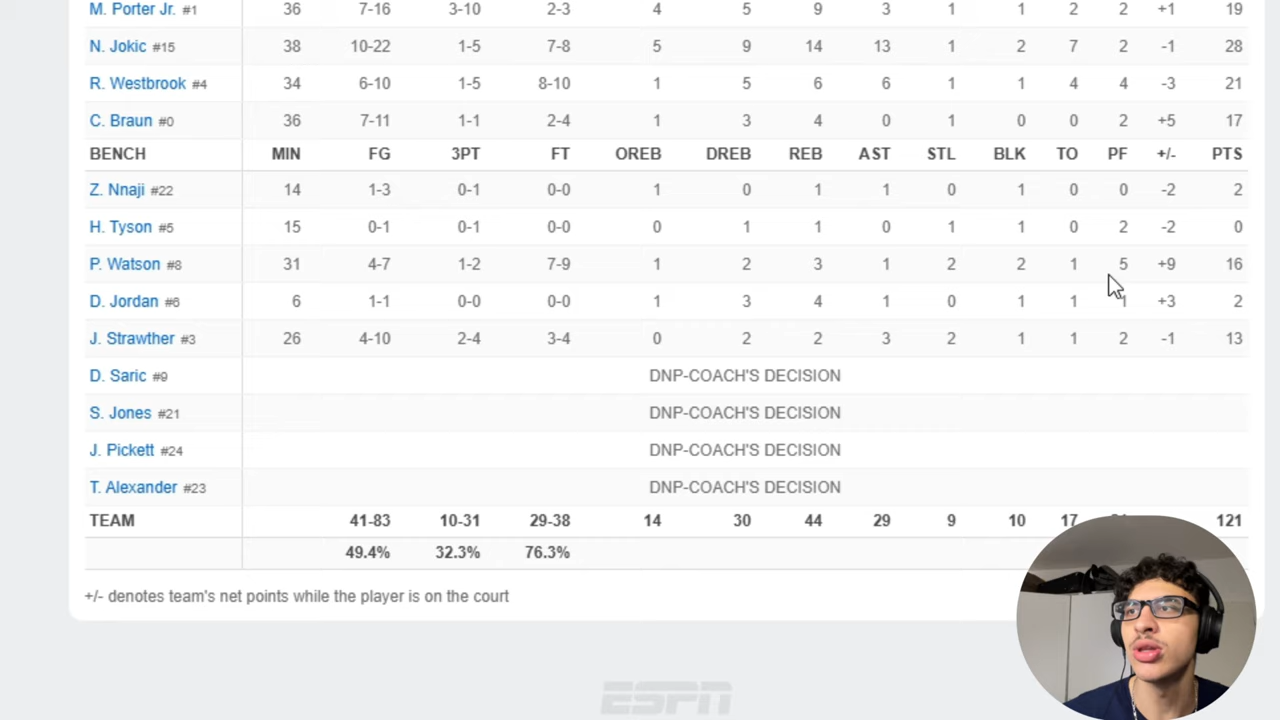 M. Porter Jr. #1 36 7-16 3-10 2-3 4 5 9 3 1 1 2 2 +1 19
N. Jokic #15 38 10-22 1-5 7-8 5 9 14 13 1 2 7 2 -1 28
R. Westbrook #4 34 6-10 1-5 8-10 1 5 6 6 1 1 4 4 -3 21
C. Braun #0 36 7-11 1-1 2-4 1 3 4 0 1 0 0 2 +5 17
BENCH MIN FG 3PT FT OREB DREB REB AST STL BLK TO PF +/- PTS
Z. Nnaji #22 14 1-3 0-1 0-0 1 0 1 1 0 1 0 0 -2 2
H. Tyson #5 15 0-1 0-1 0-0 0 1 1 0 1 1 0 2 -2 0
P. Watson #8 31 4-7 1-2 7-9 1 2 3 1 2 2 1 5 +9 16
D. Jordan #6 6 1-1 0-0 0-0 1 3 4 1 0 1 1 1 +3 2
J. Strawther #3 26 4-10 2-4 3-4 0 2 2 3 2 1 1 2 -1 13
D. Saric #9 DNP-COACH'S DECISION
S. Jones #21 DNP-COACH'S DECISION
J. Pickett #24 DNP-COACH'S DECISION
T. Alexander #23 DNP-COACH'S DECISION
TEAM 41-83 10-31 29-38 14 30 44 29 9 10 17 121
49.4% 32.3% 76.3%
+/- denotes team's net points while the player is on the court
ESPN